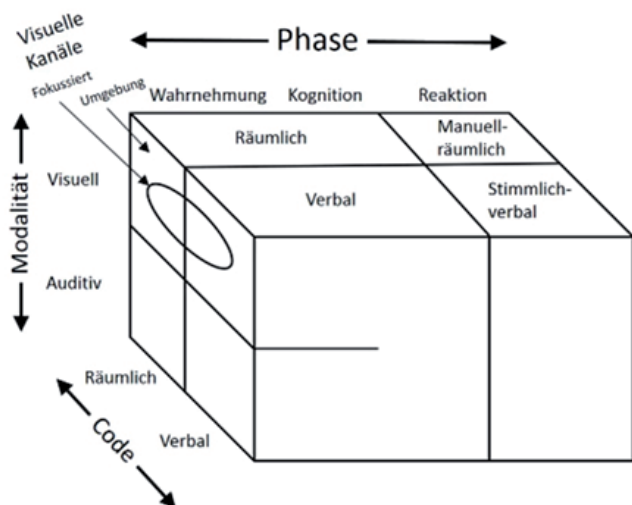 Visuelle
Kanäle
Fokussiert
Umgebung
Phase
Wahrnehmung Kognition Reaktion
Räumlich
Manuell-
räumlich
Verbal
Stimmlich-
verbal
Modalität
Visuell
Auditiv
Räumlich
Verbal
Code